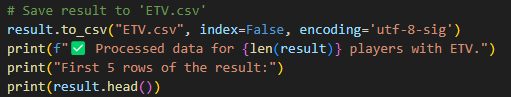 # Save result to 'ETV.csv'
result.to_csv("ETV.csv", index=False, encoding='utf-8-sig')
print(f"✅ Processed data for {len(result)} players with ETV.")
print("First 5 rows of the result:")
print(result.head())